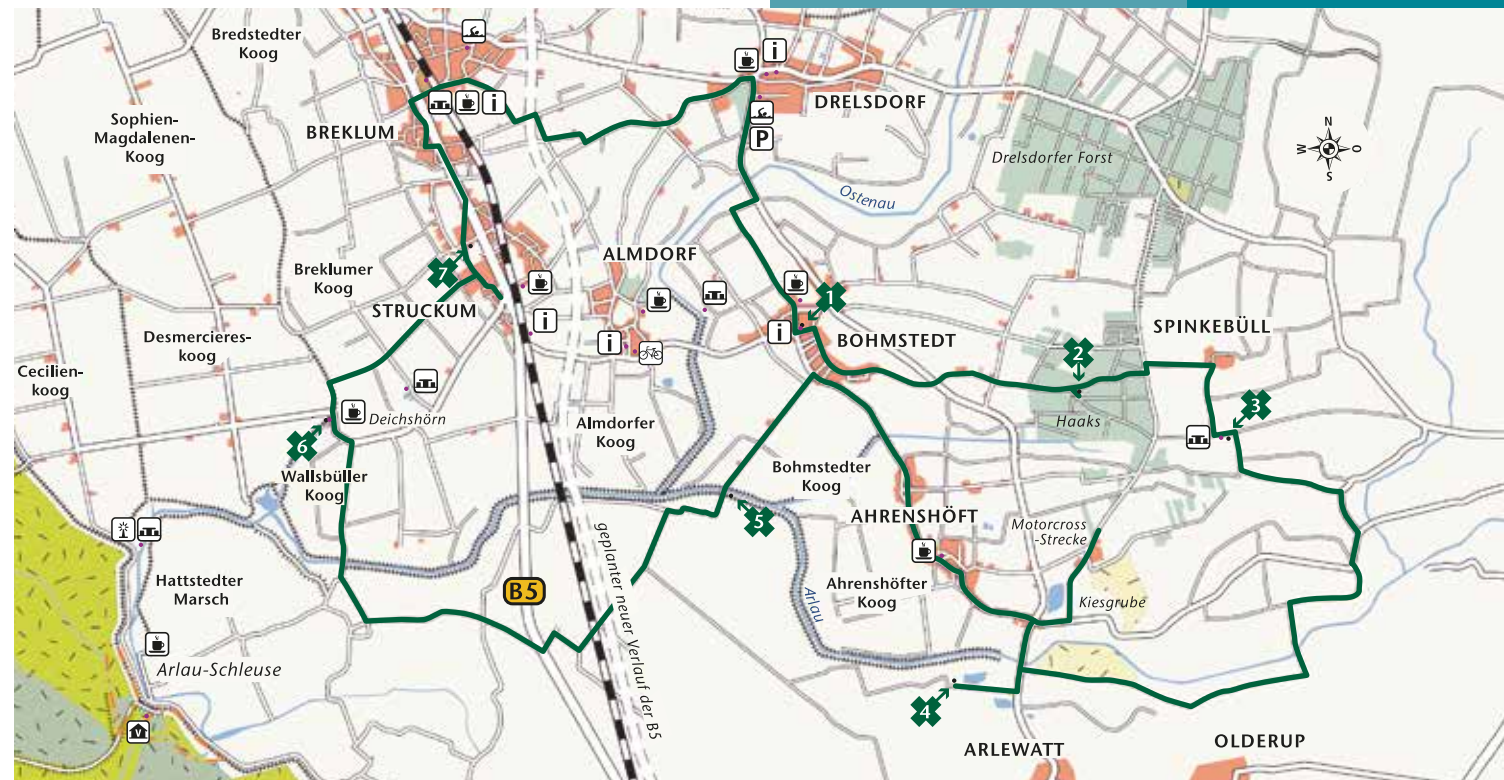 Bredstedter
Koog
Sophien-
Magdalenen-
Koog
BREKLUM
i
i
DRELSDORF
P
Drelsdorfer Forst
N
W
O
S
Ostenau
Breklumer
Koog
7
STRUCKUM
ALMDORF
i
i
i
1
BOHMSTEDT
SPINKEBÜLL
2
Haaks
3
Desmercieres-
koog
Cecilien-
koog
Deichshörn
6
Wallsbüller
Koog
Almdorfer
Koog
Bohmstedter
Koog
5
AHRENSHÖFT
Motorcross
-Strecke
Ahrenshöfter
Koog
Kiesgrube
Arlau
B5
geplanter neuer Verlauf der B5
Hattstedter
Marsch
Arlau-Schleuse
V
4
ARLEWATT
OLDERUP